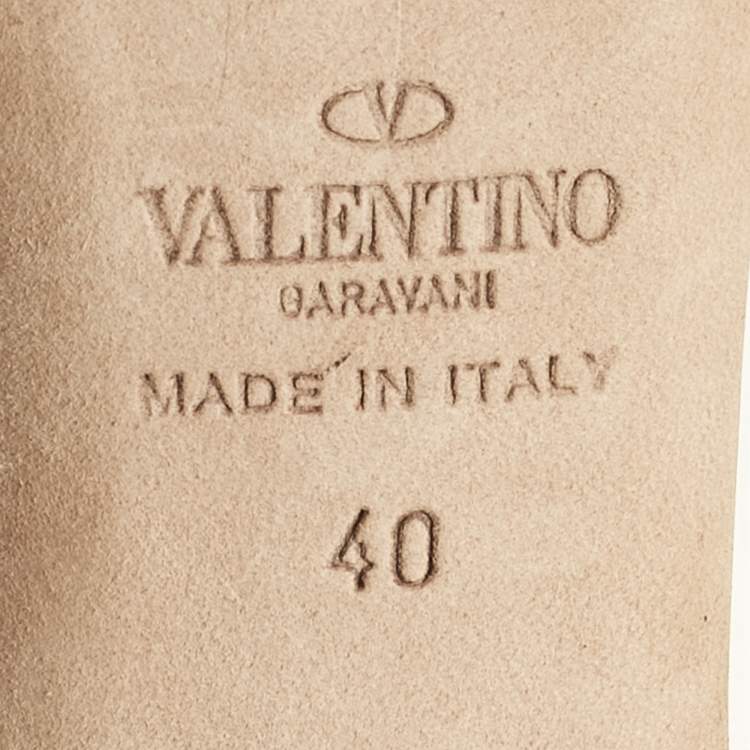 V
VALENTINO
GARAVANI
MADE IN ITALY
40